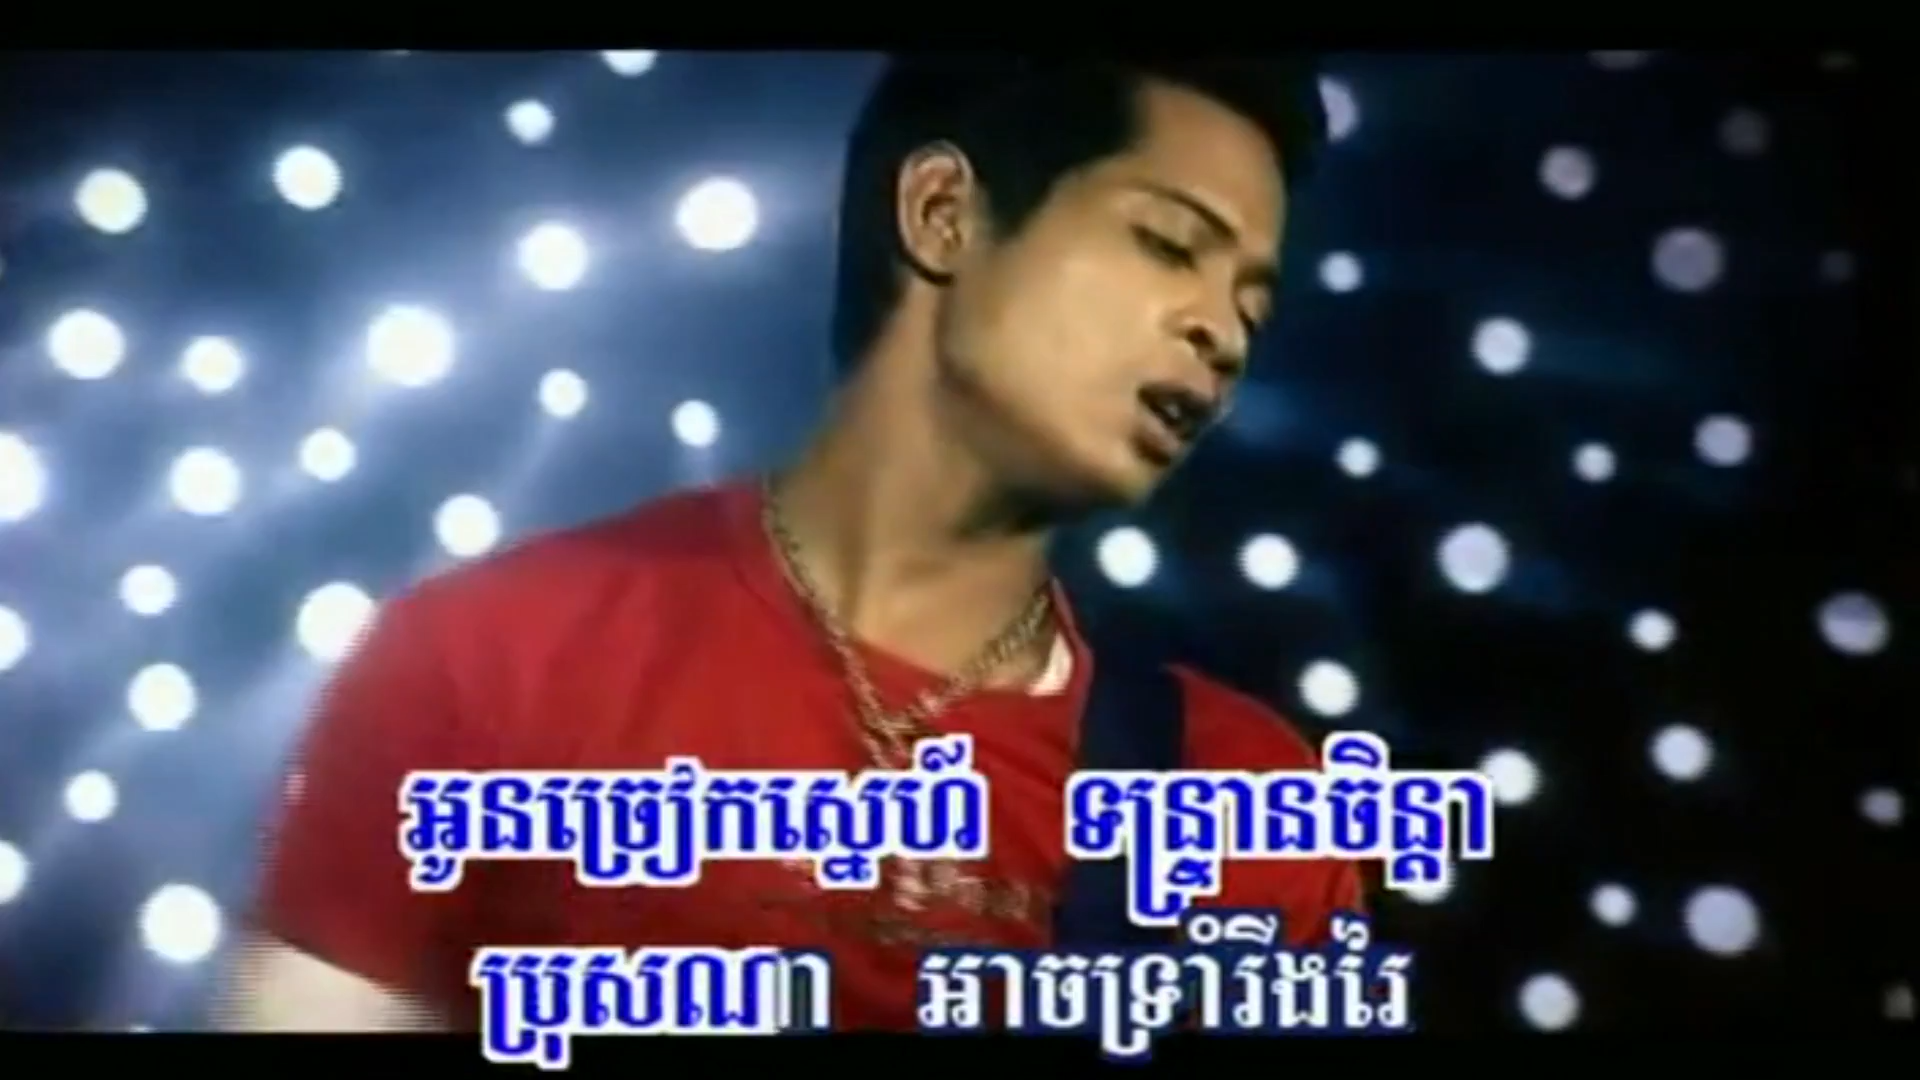 អូនច្រៀកស្នេហ៍ ទន្ទ្រានចិន្ដា
ប្រុសណា អាចទ្រាំរឹងរៃ